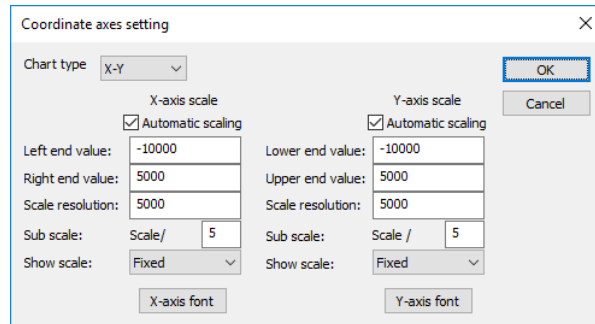 Coordinate axes setting
Chart type X-Y OK
X-axis scale Y-axis scale Cancel
Automatic scaling Automatic scaling
Left end value: -10000 Lower end value: -10000
Right end value: 5000 Upper end value: 5000
Scale resolution: 5000 Scale resolution: 5000
Sub scale: Scale/ 5 Sub scale: Scale / 5
Show scale: Fixed Show scale: Fixed
X-axis font Y-axis font